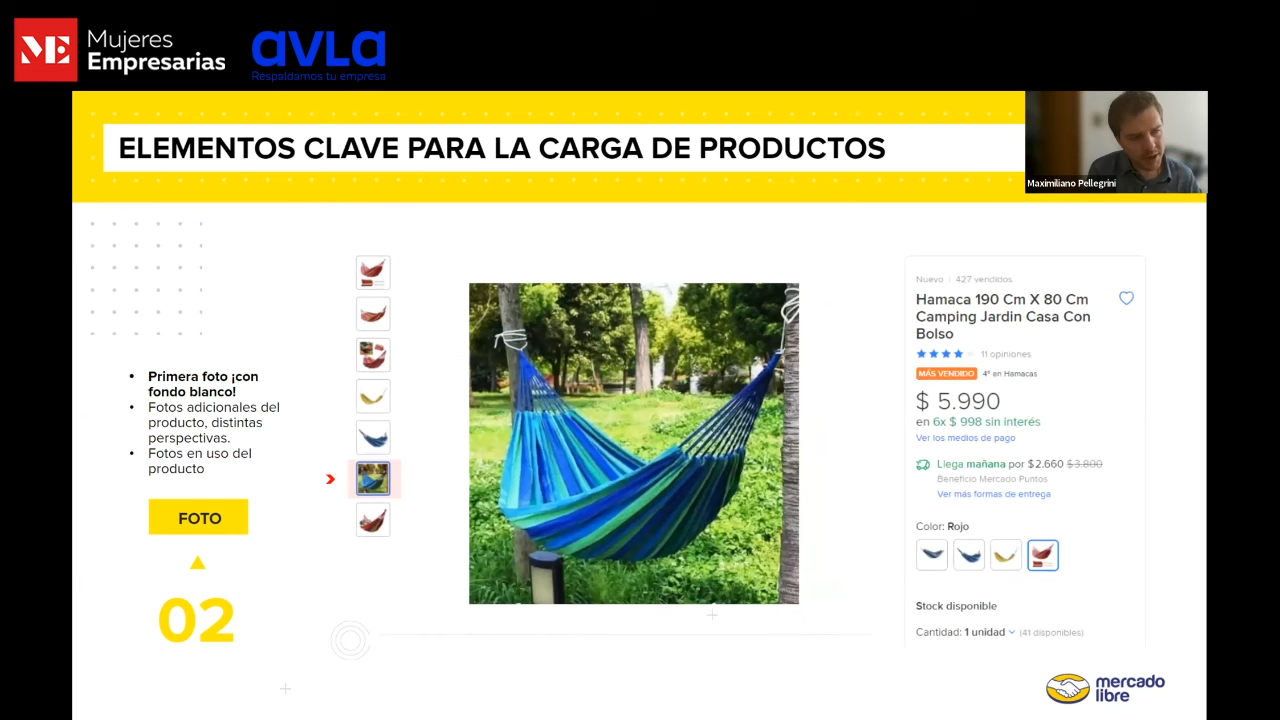 ME Mujeres
Empresarias
avla
Respaldamos tu empresa
ELEMENTOS CLAVE PARA LA CARGA DE PRODUCTOS
Maximiliano Pellegrini
• Primera foto ¡con
fondo blanco!
• Fotos adicionales del
producto, distintas
perspectivas.
• Fotos en uso del
producto
FOTO
02
Nuevo | 427 vendidos
Hamaca 190 Cm X 80 Cm
Camping Jardin Casa Con
Bolso
11 opiniones
MÁS VENDIDO 4º en Hamacas
$ 5.990
en 6x $ 998 sin interés
Ver los medios de pago
Llega mañana por $2.660 $3.800
Beneficio Mercado Puntos
Ver más formas de entrega
Color: Rojo
Stock disponible
Cantidad: 1 unidad (41 disponibles)
mercado
libre